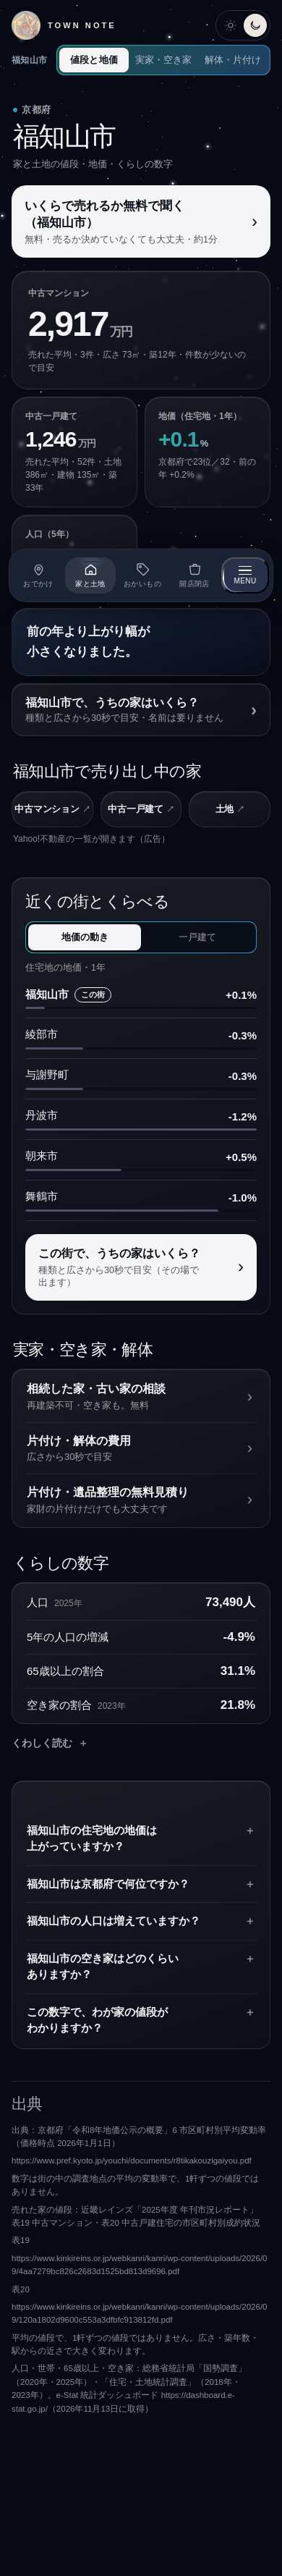 TOWN NOTE
福知山市
値段と地価
実家・空き家
解体・片付け
京都府
福知山市
家と土地の値段・地価・くらしの数字
いくらで売れるか無料で聞く
（福知山市）
無料・売るか決めていなくても大丈夫・約1分
›
中古マンション
2,917万円
売れた平均・3件・広さ 73㎡・築12年・件数が少ないの
で目安
中古一戸建て
1,246万円
売れた平均・52件・土地
386㎡・建物 135㎡・築
33年
地価（住宅地・1年）
+0.1%
京都府で23位／32・前の
年 +0.2%
人口（5年）
おでかけ
家と土地
おかいもの
開店閉店
MENU
前の年より上がり幅が
小さくなりました。
福知山市で、うちの家はいくら？
種類と広さから30秒で目安・名前は要りません
›
福知山市で売り出し中の家
中古マンション ↗
中古一戸建て ↗
土地 ↗
Yahoo!不動産の一覧が開きます（広告）
近くの街とくらべる
地価の動き
一戸建て
住宅地の地価・1年
福知山市 この街 +0.1%
綾部市 -0.3%
与謝野町 -0.3%
丹波市 -1.2%
朝来市 +0.5%
舞鶴市 -1.0%
この街で、うちの家はいくら？
種類と広さから30秒で目安（その場で
出ます）
›
実家・空き家・解体
相続した家・古い家の相談
再建築不可・空き家も。無料
›
片付け・解体の費用
広さから30秒で目安
›
片付け・遺品整理の無料見積り
家財の片付けだけでも大丈夫です
›
くらしの数字
人口 2025年 73,490人
5年の人口の増減 -4.9%
65歳以上の割合 31.1%
空き家の割合 2023年 21.8%
くわしく読む +
福知山市の住宅地の地価は
上がっていますか？
+
福知山市は京都府で何位ですか？ +
福知山市の人口は増えていますか？ +
福知山市の空き家はどのくらい
ありますか？
+
この数字で、わが家の値段が
わかりますか？
+
出典
出典：京都府「令和8年地価公示の概要」6 市区町村別平均変動率
（価格時点 2026年1月1日）
https://www.pref.kyoto.jp/youchi/documents/r8tikakouzigaiyou.pdf
数字は街の中の調査地点の平均の変動率で、1軒ずつの値段では
ありません。
売れた家の値段：近畿レインズ「2025年度 年刊市況レポート」
表19 中古マンション・表20 中古戸建住宅の市区町村別成約状況
表19
https://www.kinkireins.or.jp/webkanri/kanri/wp-content/uploads/2026/0
9/4aa7279bc826c2683d1525bd813d9696.pdf
表20
https://www.kinkireins.or.jp/webkanri/kanri/wp-content/uploads/2026/0
9/120a1802d9600c553a3dfbfc913812fd.pdf
平均の値段で、1軒ずつの値段ではありません。広さ・築年数・
駅からの近さで大きく変わります。
人口・世帯・65歳以上・空き家：総務省統計局「国勢調査」
（2020年・2025年）・「住宅・土地統計調査」（2018年・
2023年）。e-Stat 統計ダッシュボード https://dashboard.e-
stat.go.jp/（2026年11月13日に取得）